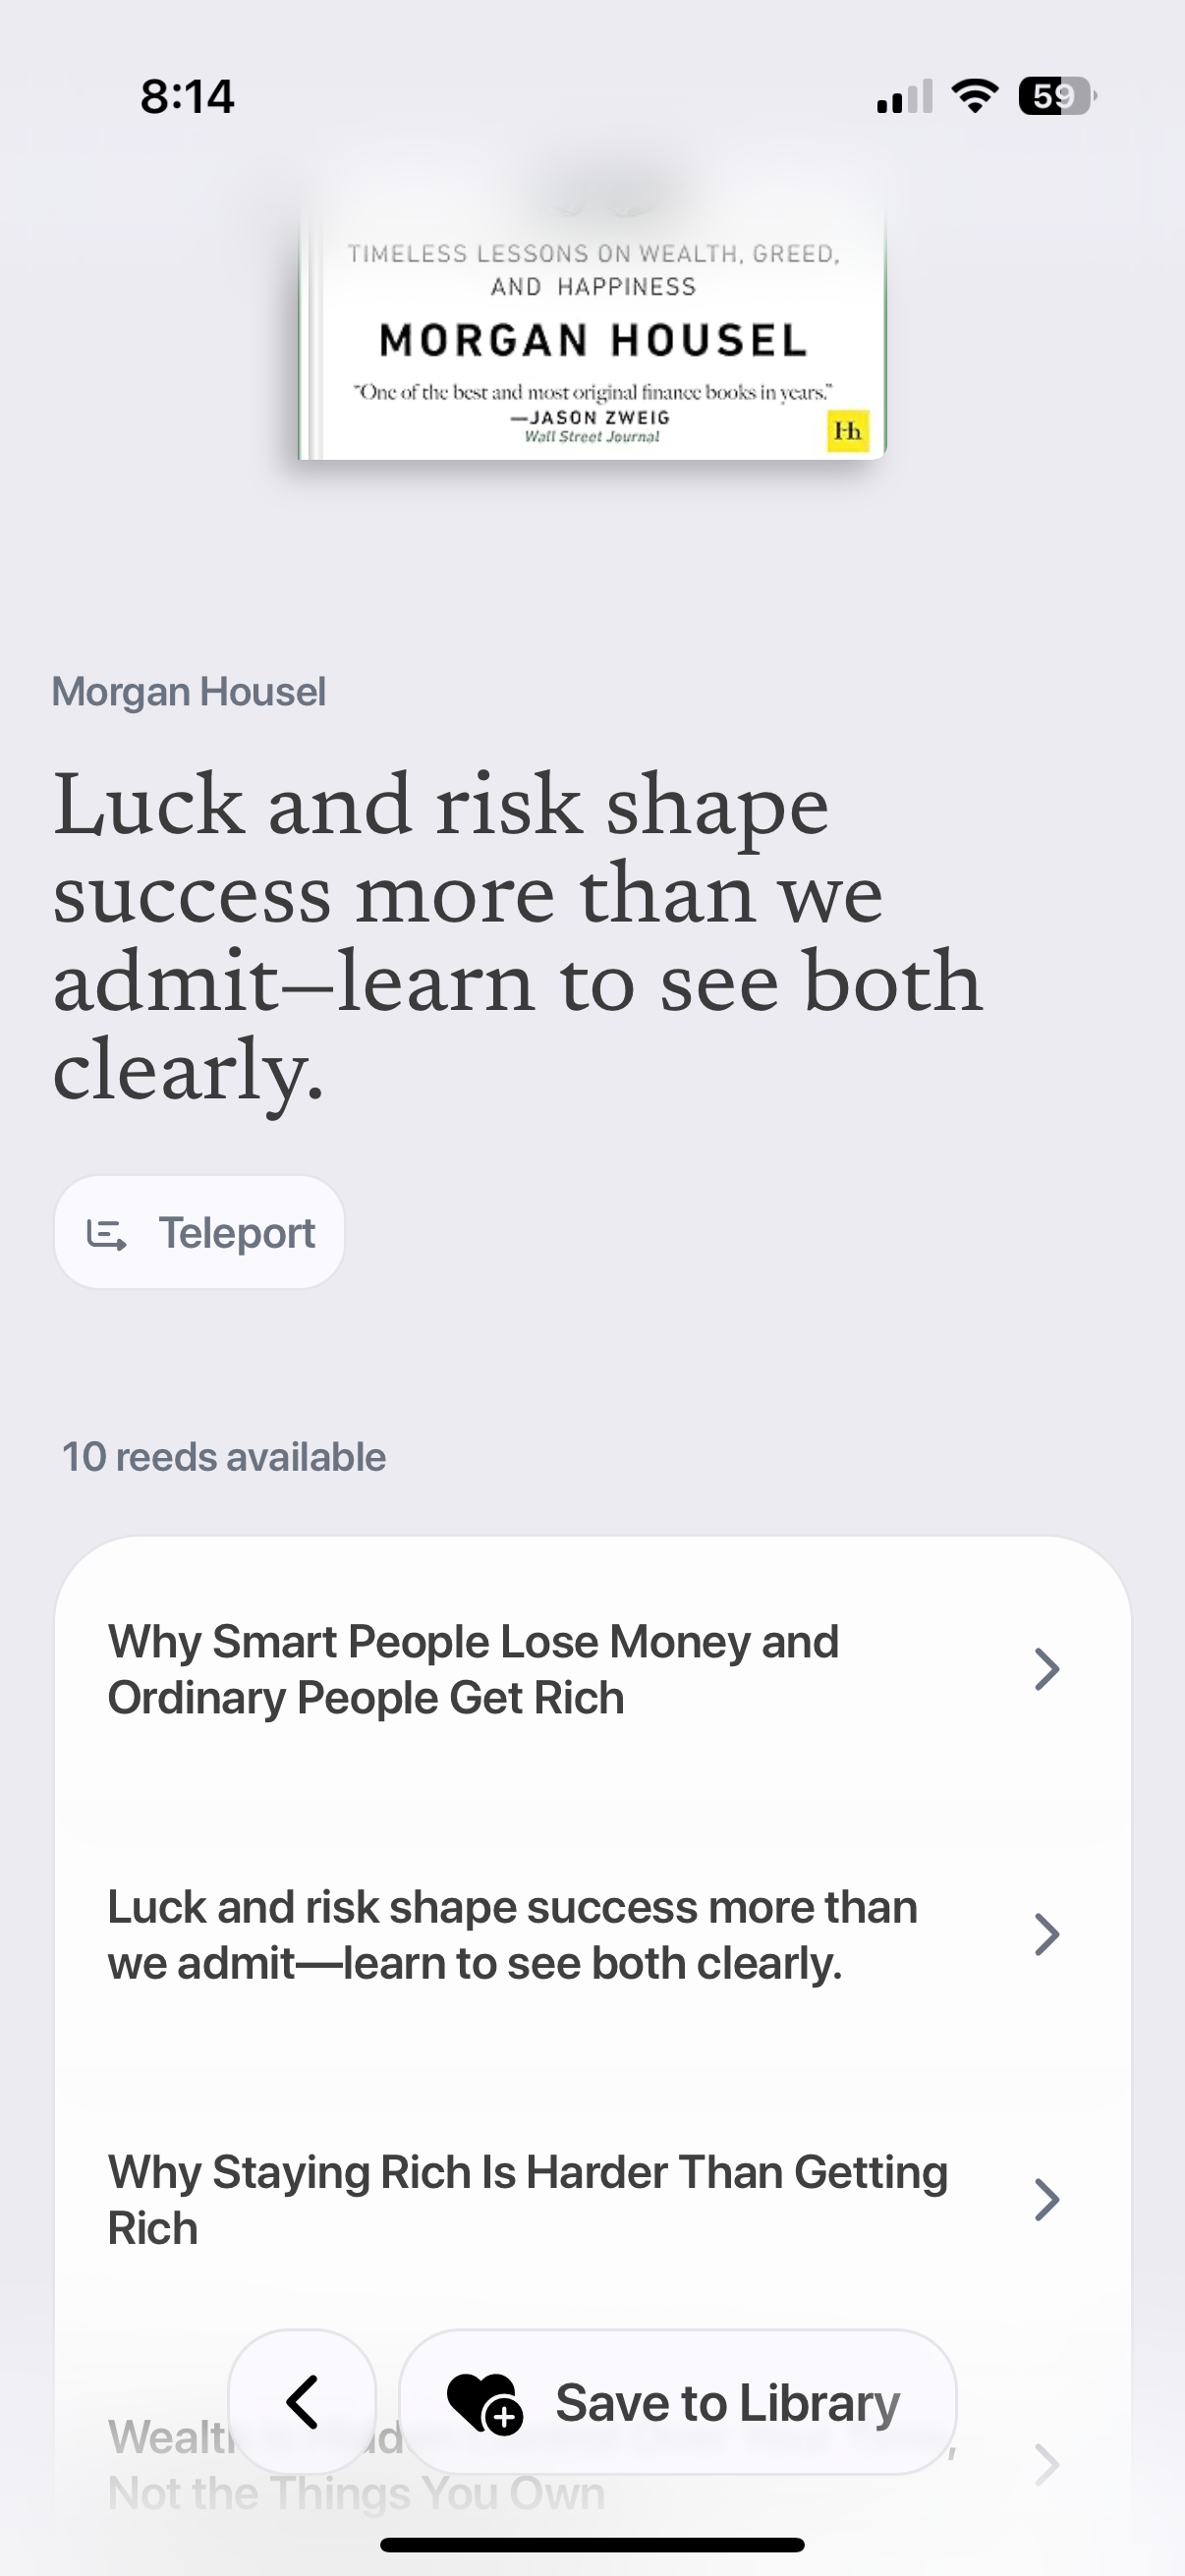 8:14
59
TIMELESS LESSONS ON WEALTH, GREED,
AND HAPPINESS
MORGAN HOUSEL
"One of the best and most original finance books in years."
—JASON ZWEIG
Wall Street Journal
Hh
Morgan Housel
Luck and risk shape
success more than we
admit—learn to see both
clearly.
Teleport
10 reeds available
Why Smart People Lose Money and
Ordinary People Get Rich
Luck and risk shape success more than
we admit—learn to see both clearly.
Why Staying Rich Is Harder Than Getting
Rich
Save to Library
Not the Things You Own